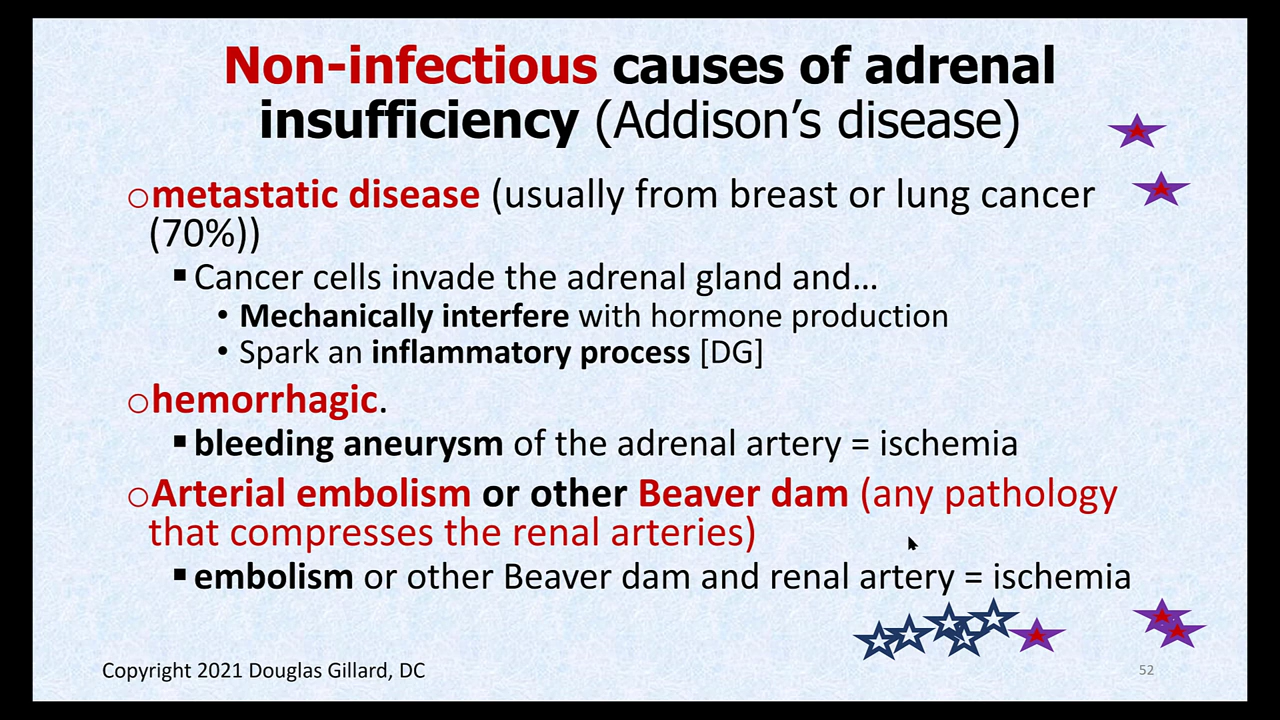 Non-infectious causes of adrenal
insufficiency (Addison’s disease)
o metastatic disease (usually from breast or lung cancer
(70%))
▪ Cancer cells invade the adrenal gland and…
• Mechanically interfere with hormone production
• Spark an inflammatory process [DG]
o hemorrhagic.
▪ bleeding aneurysm of the adrenal artery = ischemia
o Arterial embolism or other Beaver dam (any pathology
that compresses the renal arteries)
▪ embolism or other Beaver dam and renal artery = ischemia
Copyright 2021 Douglas Gillard, DC
52